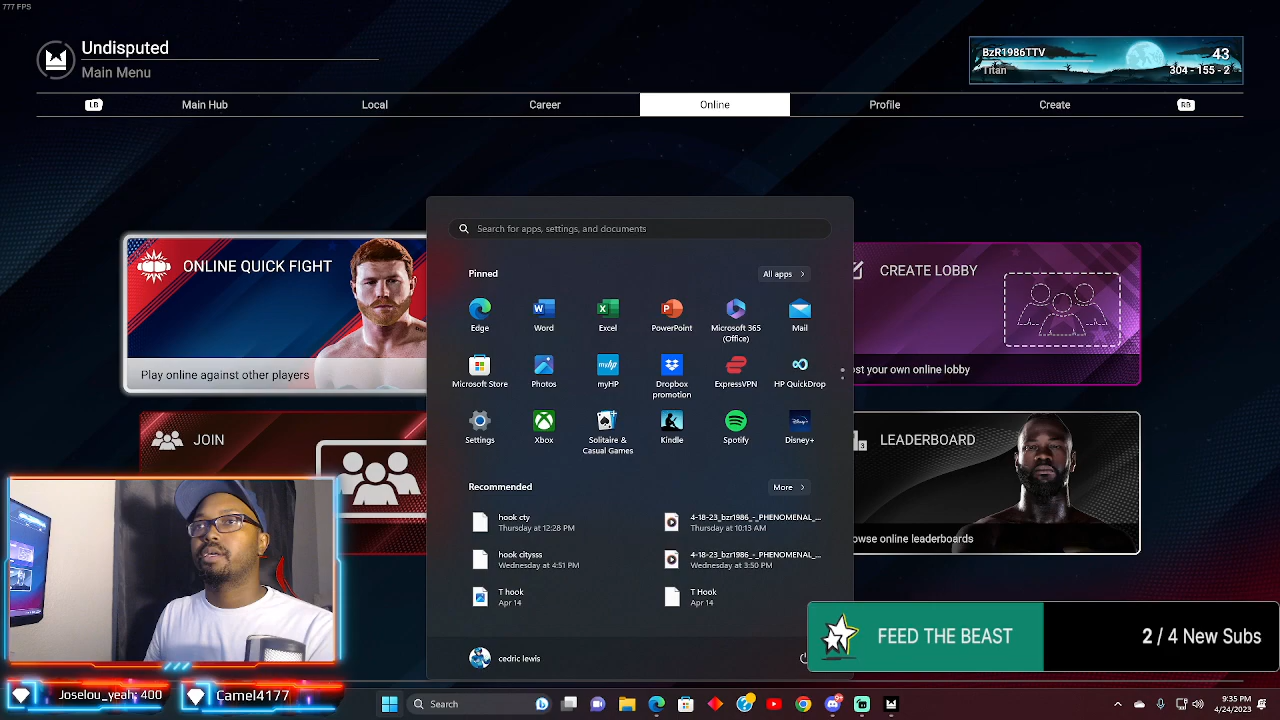 777 FPS
Undisputed
Main Menu
BzR1986TTV
43
Titan
304 - 155 - 2
LB
Main Hub
Local
Career
Online
Profile
Create
RB
ONLINE QUICK FIGHT
Play online against other players
JOIN
CREATE LOBBY
ost your own online lobby
LEADERBOARD
owse online leaderboards
Search for apps, settings, and documents
Pinned
All apps
Edge
Word
Excel
PowerPoint
Microsoft 365
(Office)
Mail
Microsoft Store
Photos
myHP
Dropbox
promotion
ExpressVPN
HP QuickDrop
Settings
Xbox
Solitaire &
Casual Games
Kindle
Spotify
Disney+
Recommended
More
hook cty
Thursday at 12:28 PM
4-18-23_bzr1986_-_PHENOMENAL_...
Thursday at 10:13 AM
hook citysss
Wednesday at 4:51 PM
4-18-23_bzr1986_-_PHENOMENAL_...
Wednesday at 3:50 PM
T hook
Apr 14
T Hook
Apr 14
cedric lewis
FEED THE BEAST
2 / 4 New Subs
Joselou_yeah: 400
Camel4177
Search
9:35 PM
4/24/2023